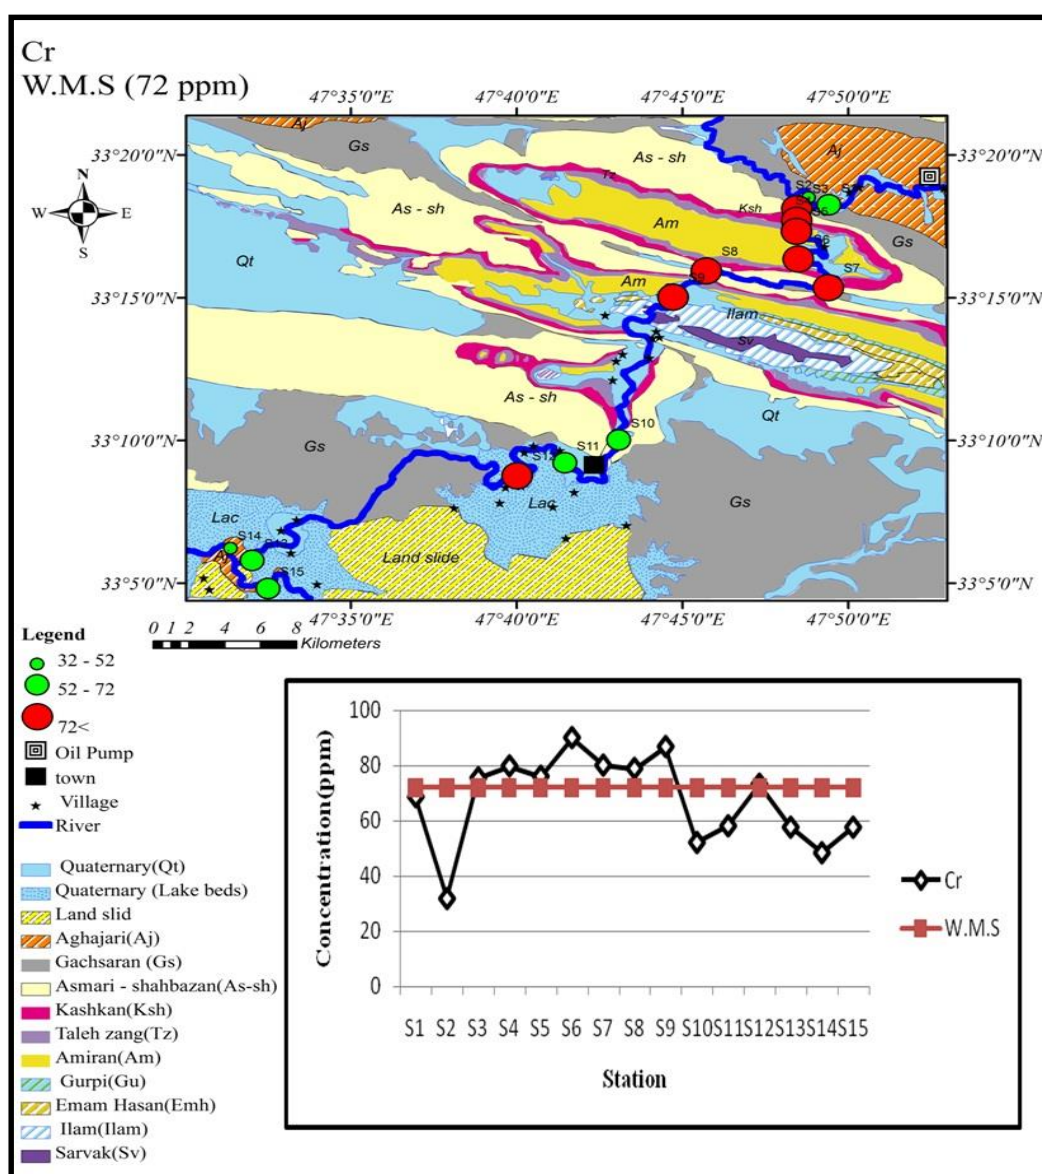 Cr
W.M.S (72 ppm)
47°35'0"E 47°40'0"E 47°45'0"E 47°50'0"E
33°20'0"N
33°15'0"N
33°10'0"N
33°5'0"N
33°20'0"N
33°15'0"N
33°10'0"N
33°5'0"N
47°35'0"E 47°40'0"E 47°45'0"E 47°50'0"E
N
W E
S
Aj
Gs
As - sh
Aj
Tz
S2
S3
As - sh
Ksh
S5
Am
Gs
S6
Qt
S8
S7
Am
S9
Ilam
Sv
As - sh
Qt
S10
Gs
S11
Gs
Lac
Lac
S14
Land slide
S15
Legend
32 - 52
52 - 72
72<
Oil Pump
town
Village
River
0 1 2 4 6 8
Kilometers
Quaternary(Qt)
Quaternary (Lake beds)
Land slid
Aghajari(Aj)
Gachsaran (Gs)
Asmari - shahbazan(As-sh)
Kashkan(Ksh)
Taleh zang(Tz)
Amiran(Am)
Gurpi(Gu)
Emam Hasan(Emh)
Ilam(Ilam)
Sarvak(Sv)
Concentration(ppm)
100
80
60
40
20
0
S1 S2 S3 S4 S5 S6 S7 S8 S9 S10 S11 S12 S13 S14 S15
Station
Cr
W.M.S